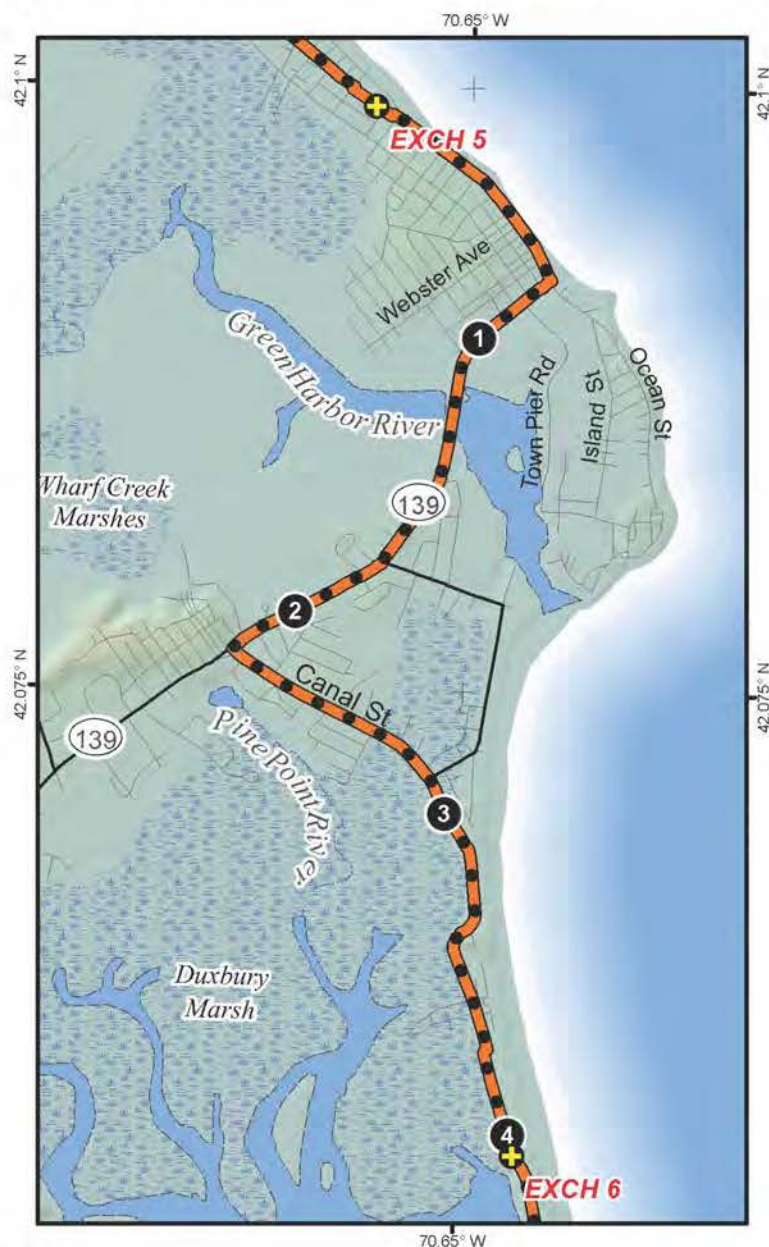 70.65° W
42.1° N
42.1° N
EXCH 5
Webster Ave
1
Green Harbor River
Town Pier Rd
Island St
Ocean St
Wharf Creek
Marshes
139
2
42.075° N
42.075° N
Canal St
139
Pine Point River
3
Duxbury
Marsh
4
EXCH 6
70.65° W